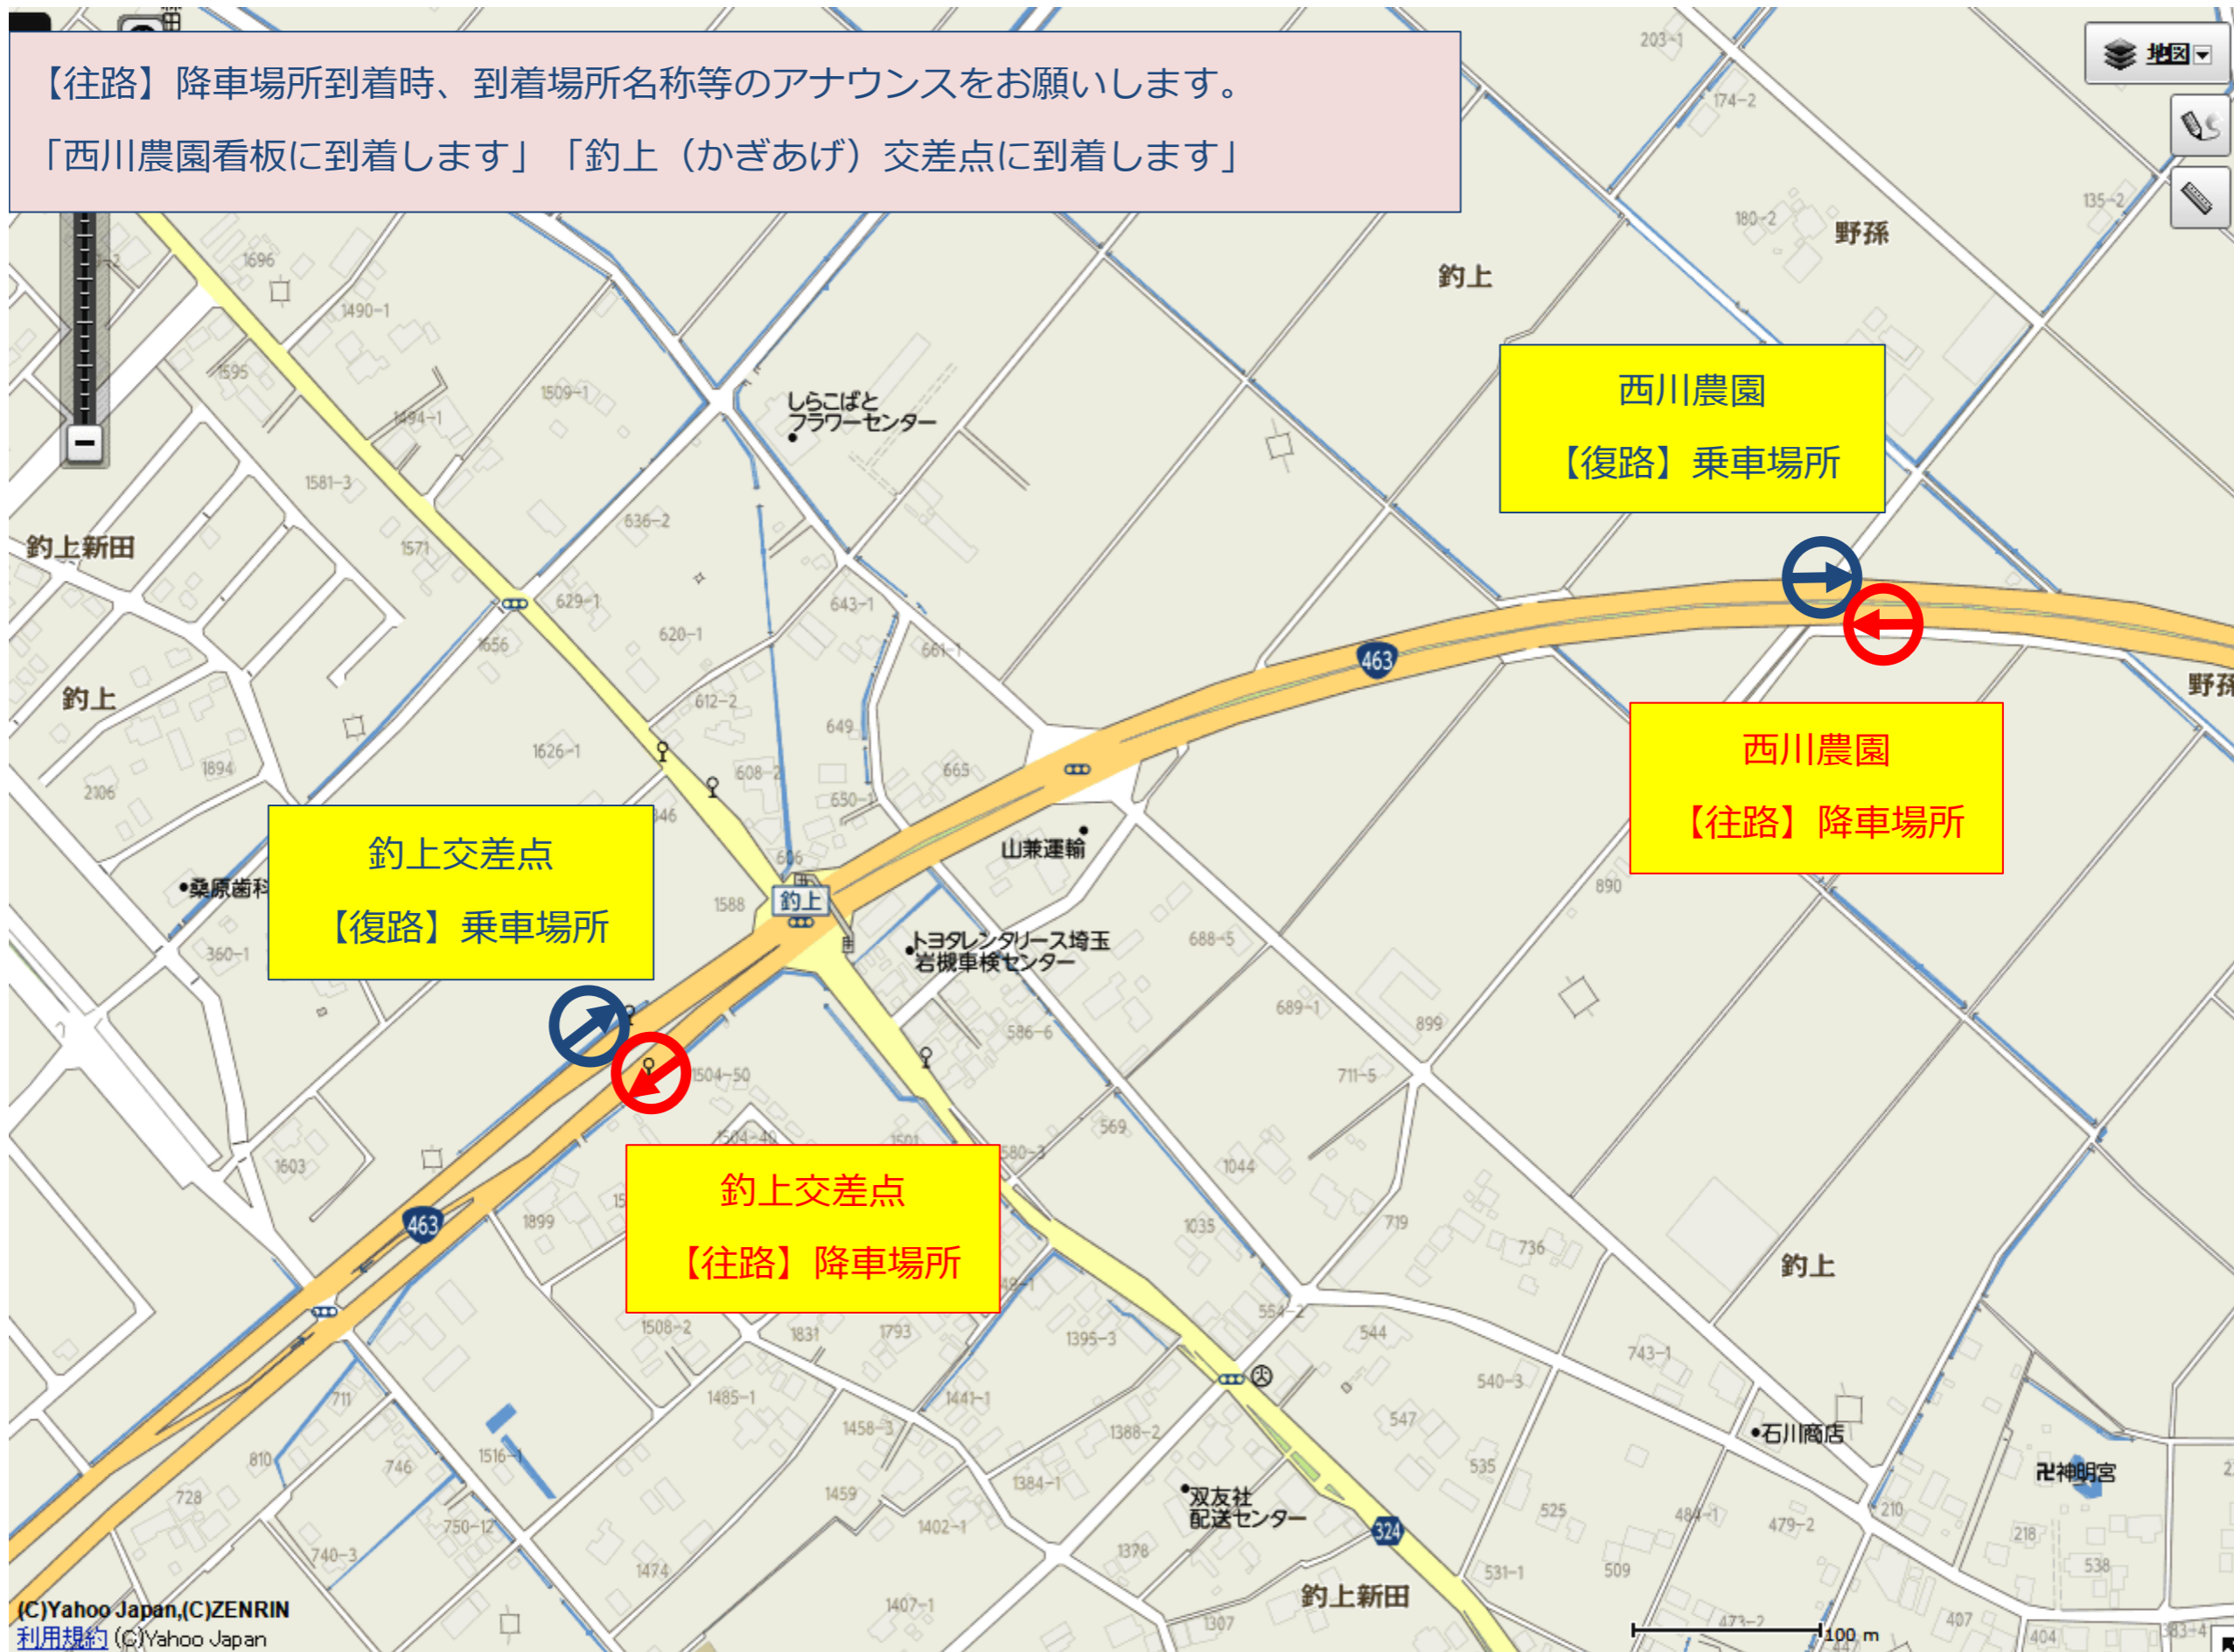 【往路】降車場所到着時、到着場所名称等のアナウンスをお願いします。
「西川農園看板に到着します」「釣上（かぎあげ）交差点に到着します」
地図
203-1
174-2
135-2
180-2
野孫
釣上
1696
1490-1
1595
1509-1
1494-1
しらこばと
フラワーセンター
西川農園
【復路】乗車場所
1581-3
636-2
釣上新田
1571
629-1
643-1
620-1
1656
661-1
463
釣上
612-2
野孫
649
1626-1
西川農園
【往路】降車場所
1894
608-2
665
2106
650-1
346
釣上交差点
【復路】乗車場所
山兼運輸
606
桑原歯科
890
1588
釣上
360-1
トヨタレンタリース埼玉
岩槻車検センター
688-5
689-1
899
586-6
1504-50
711-5
569
1504-40
1501
580-3
1603
1044
釣上交差点
【往路】降車場所
463
1899
1035
719
736
釣上
48-1
554-2
1508-2
1831
1793
1395-3
544
743-1
711
1485-1
1441-1
540-3
1458-3
1388-2
547
石川商店
810
746
1516-1
1384-1
535
卍神明宮
728
1459
双友社
配送センター
525
484-1
479-2
210
750-12
1402-1
324
218
740-3
1474
1378
531-1
509
538
釣上新田
1407-1
1307
473-2
407
404
383-4
(C)Yahoo Japan,(C)ZENRIN
利用規約 (C)Yahoo Japan
100 m